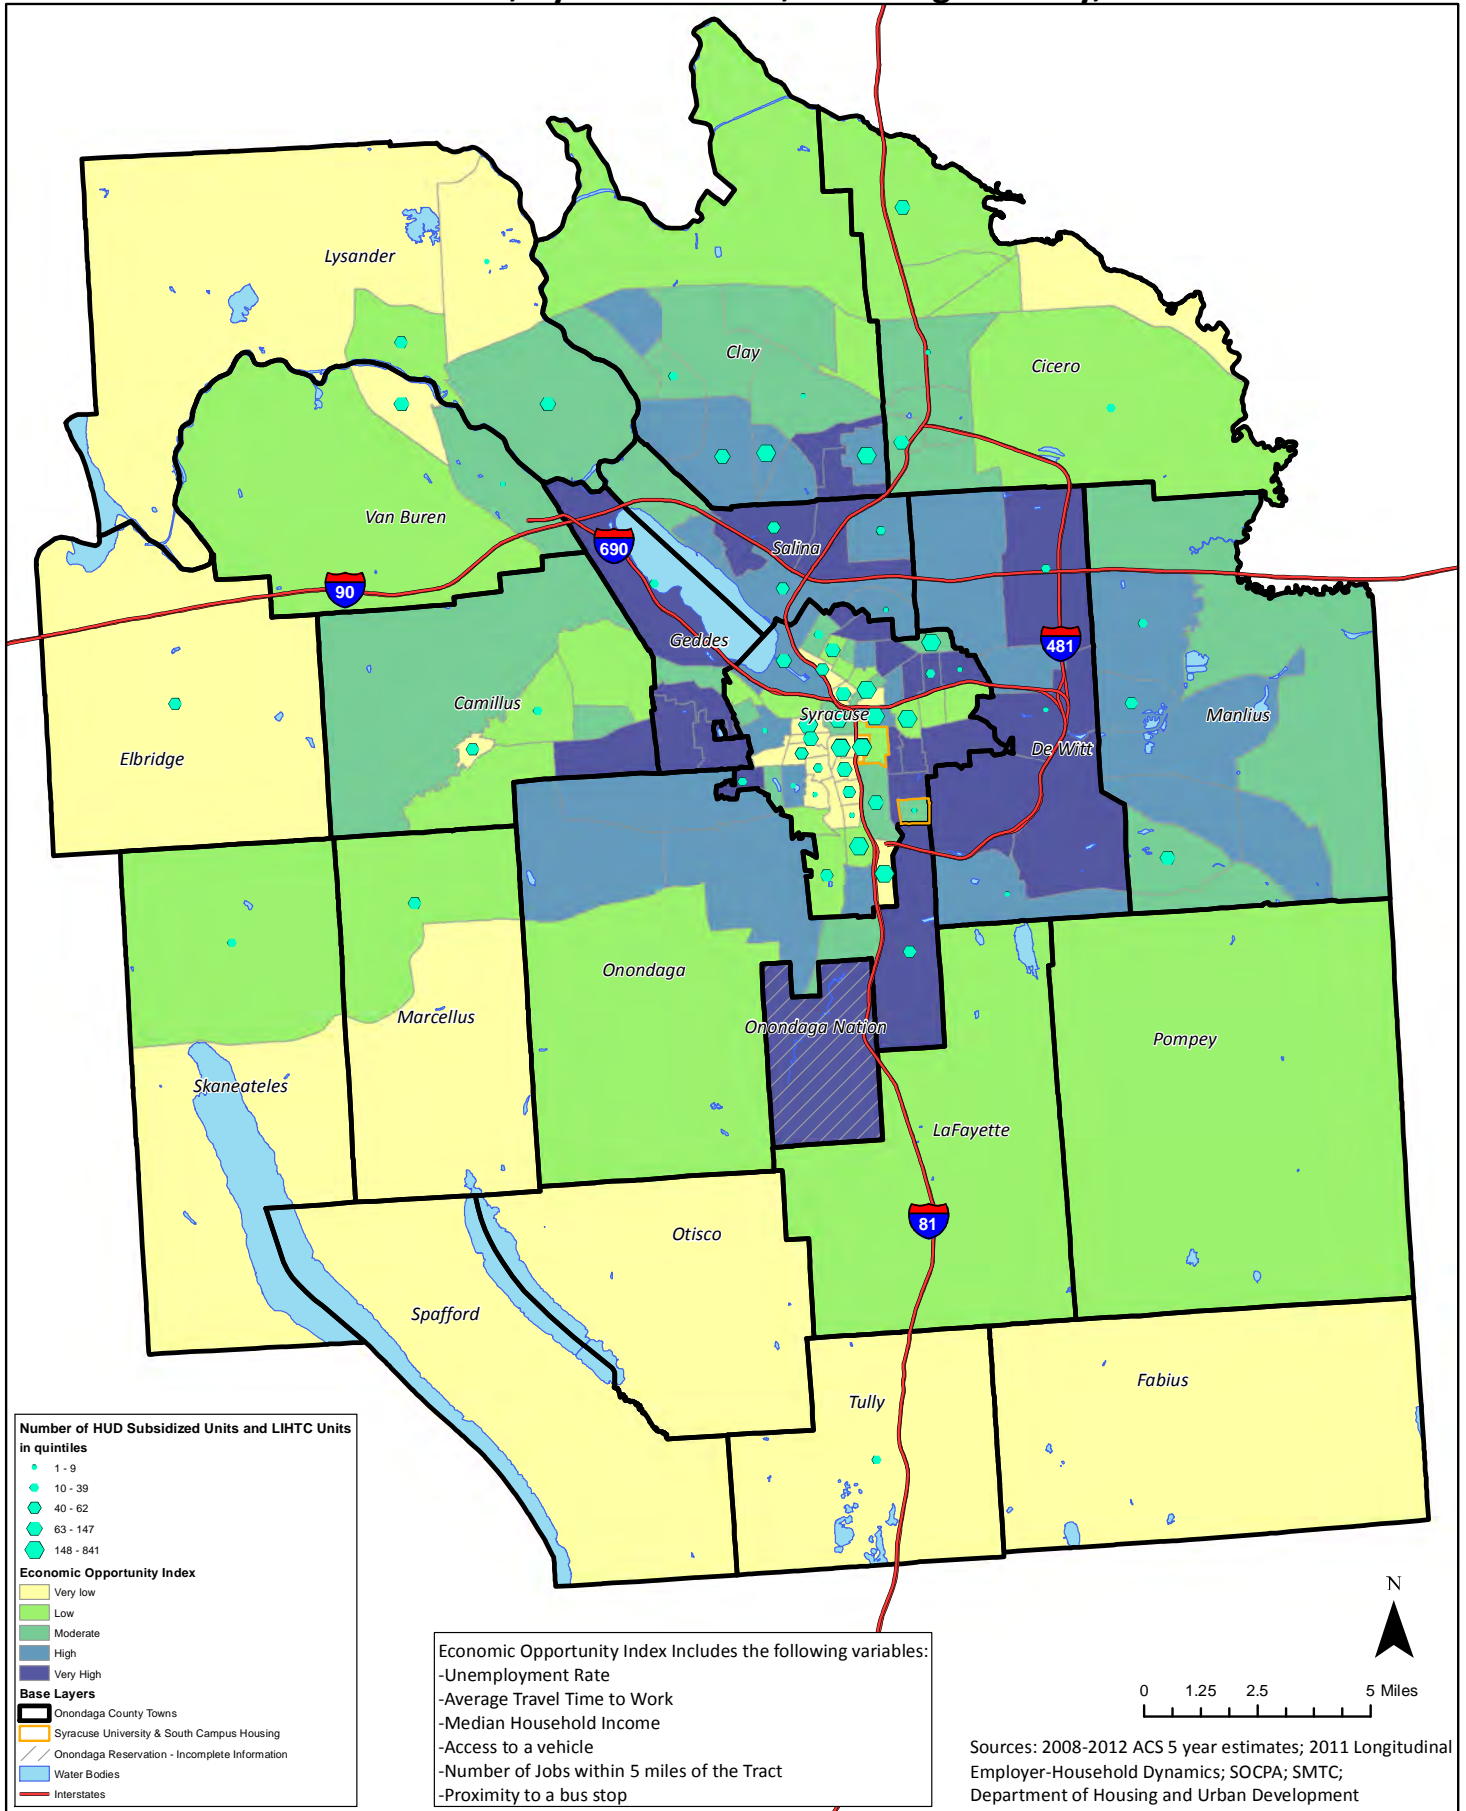 Lysander
Clay
Cicero
Van Buren
690
Salina
90
Geddes
481
Camillus
Syracuse
Manlius
Elbridge
De Witt
Onondaga
Marcellus
Onondaga Nation
Pompey
Skaneateles
LaFayette
81
Otisco
Spafford
Fabius
Tully
Number of HUD Subsidized Units and LIHTC Units
in quintiles
1 - 9
10 - 39
40 - 62
63 - 147
148 - 841
Economic Opportunity Index
Very low
Low
Moderate
High
Very High
Base Layers
Onondaga County Towns
Syracuse University & South Campus Housing
Onondaga Reservation - Incomplete Information
Water Bodies
Interstates
Economic Opportunity Index Includes the following variables:
-Unemployment Rate
-Average Travel Time to Work
-Median Household Income
-Access to a vehicle
-Number of Jobs within 5 miles of the Tract
-Proximity to a bus stop
N
0 1.25 2.5 5 Miles
Sources: 2008-2012 ACS 5 year estimates; 2011 Longitudinal
Employer-Household Dynamics; SOCPA; SMTC;
Department of Housing and Urban Development